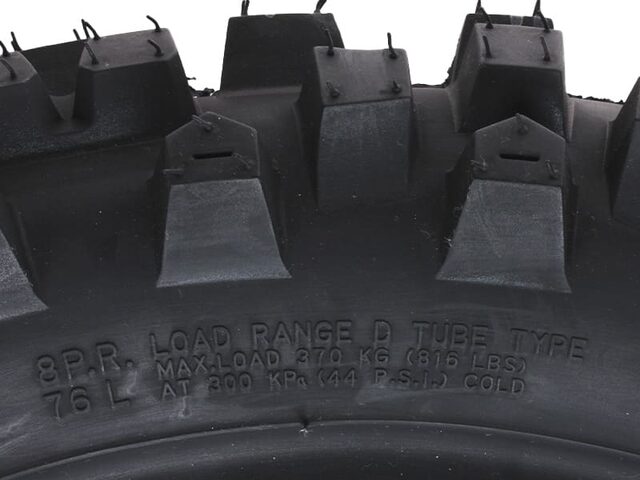 8P.R. LOAD RANGE D TUBE TYPE
MAX.LOAD 370 KG (816 LBS)
76 L AT 300 KPa (44 P.S.I.) COLD